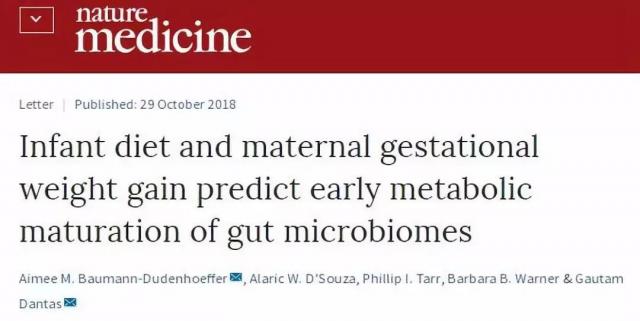 nature
medicine
Letter | Published: 29 October 2018
Infant diet and maternal gestational
weight gain predict early metabolic
maturation of gut microbiomes
Aimee M. Baumann-Dudenhoeffer, Alaric W. D'Souza, Phillip I. Tarr, Barbara B. Warner & Gautam
Dantas